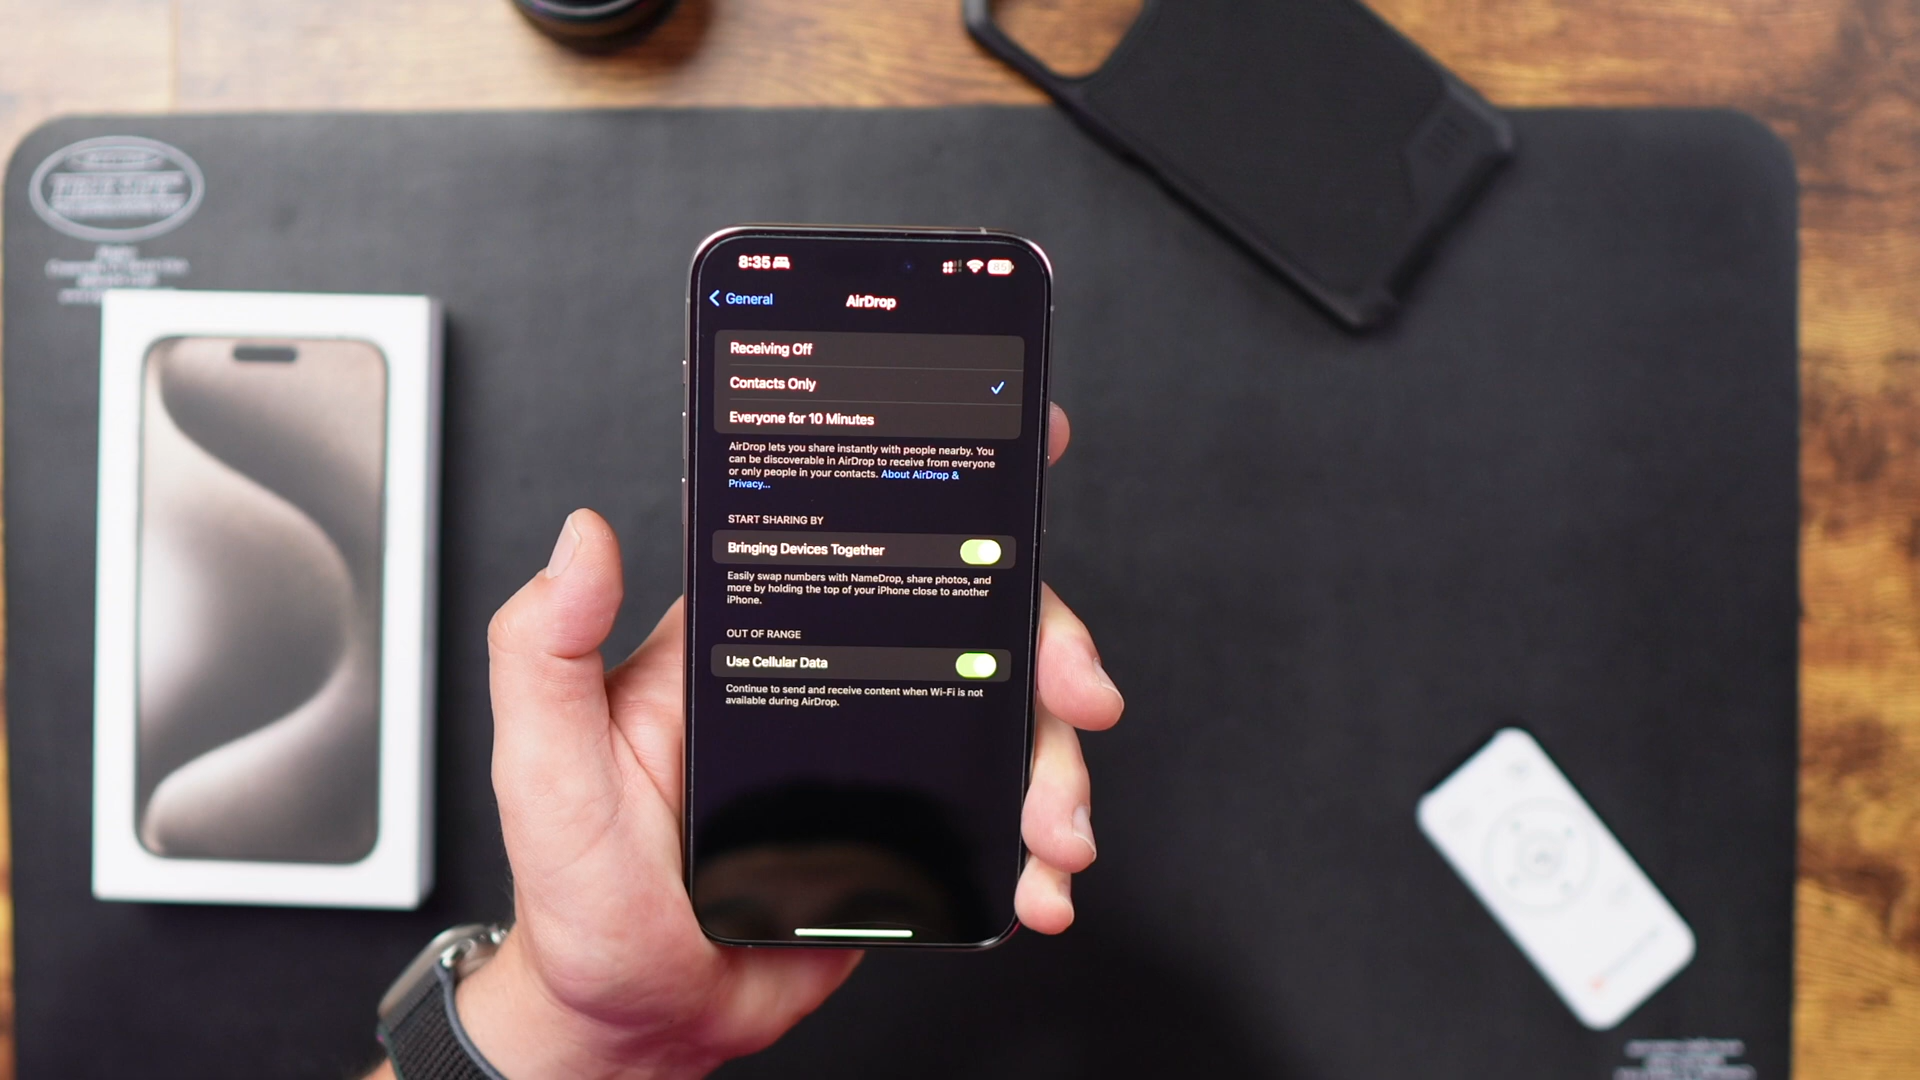 8:35
General
AirDrop
Receiving Off
Contacts Only
Everyone for 10 Minutes
AirDrop lets you share instantly with people nearby. You
can be discoverable in AirDrop to receive from everyone
or only people in your contacts. About AirDrop &
Privacy...
START SHARING BY
Bringing Devices Together
Easily swap numbers with NameDrop, share photos, and
more by holding the top of your iPhone close to another
iPhone.
OUT OF RANGE
Use Cellular Data
Continue to send and receive content when Wi-Fi is not
available during AirDrop.